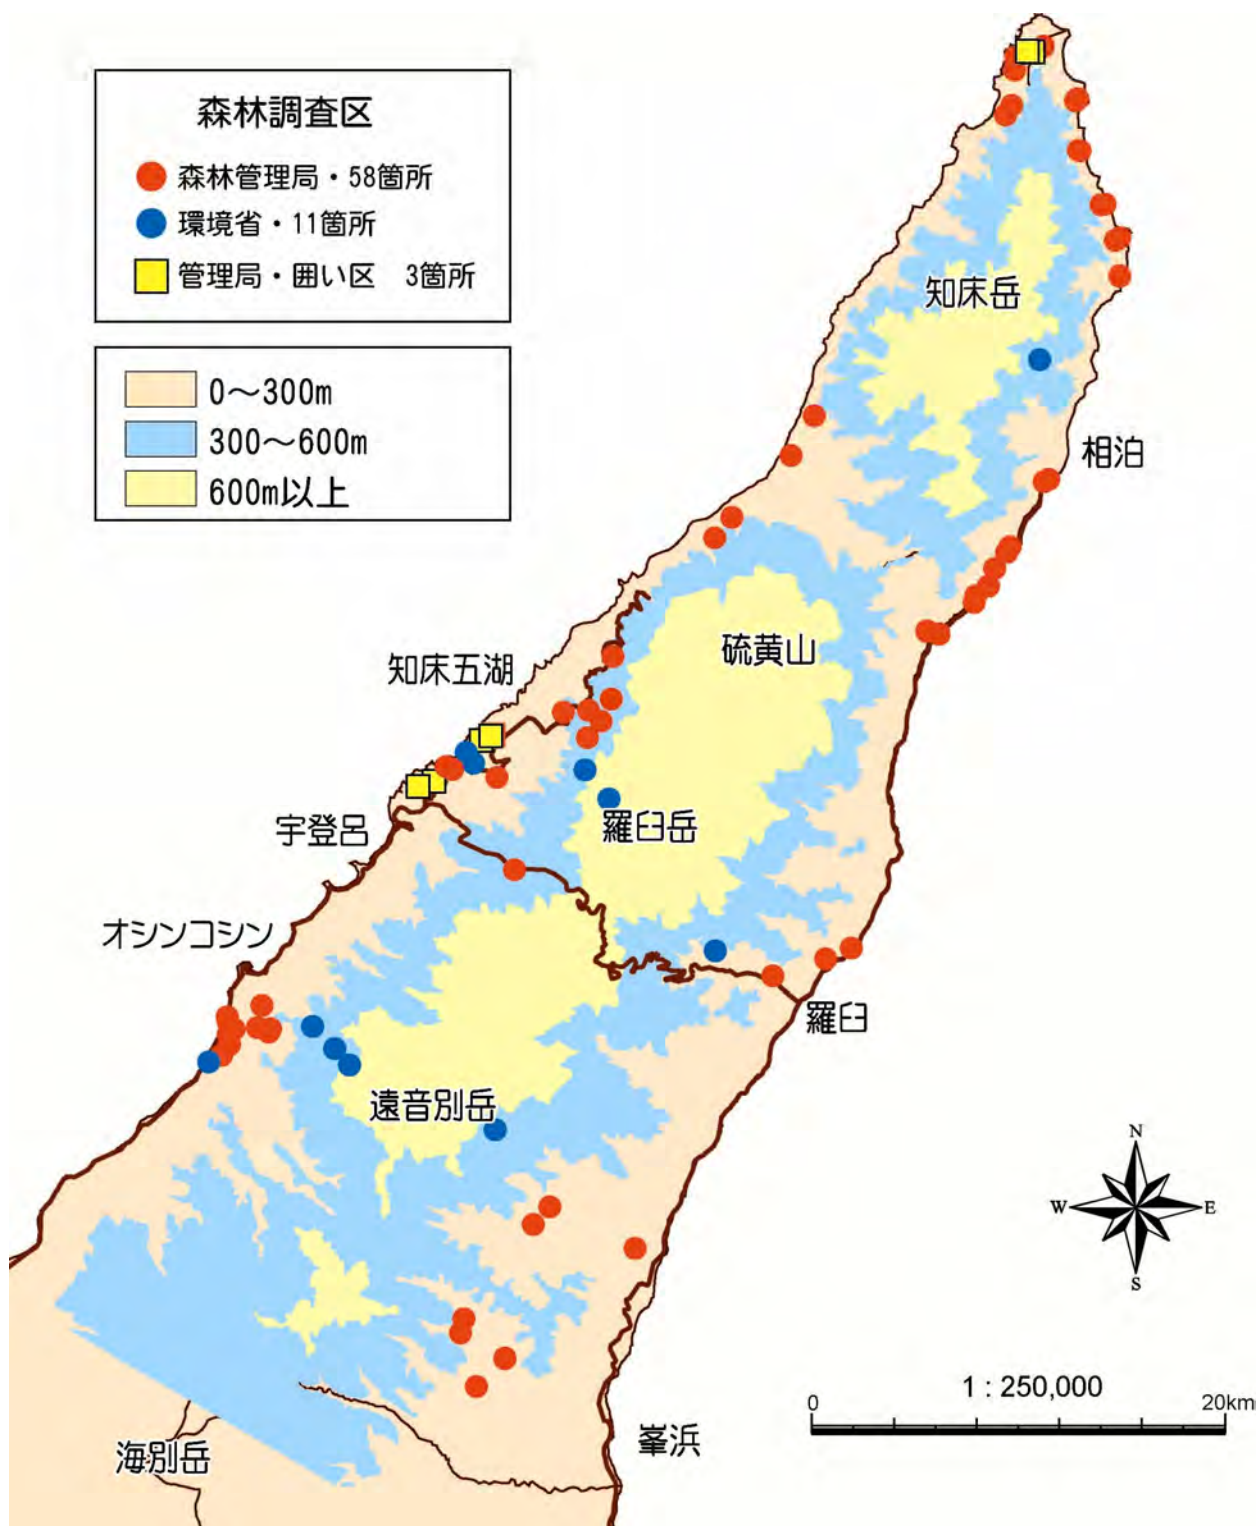 森林調査区
森林管理局・58箇所
環境省・11箇所
管理局・囲い区 3箇所
0～300m
300～600m
600m以上
知床岳
相泊
硫黄山
知床五湖
宇登呂
羅臼岳
オシンコシン
羅臼
遠音別岳
N
W
E
S
1：250,000
0
20km
峯浜
海別岳